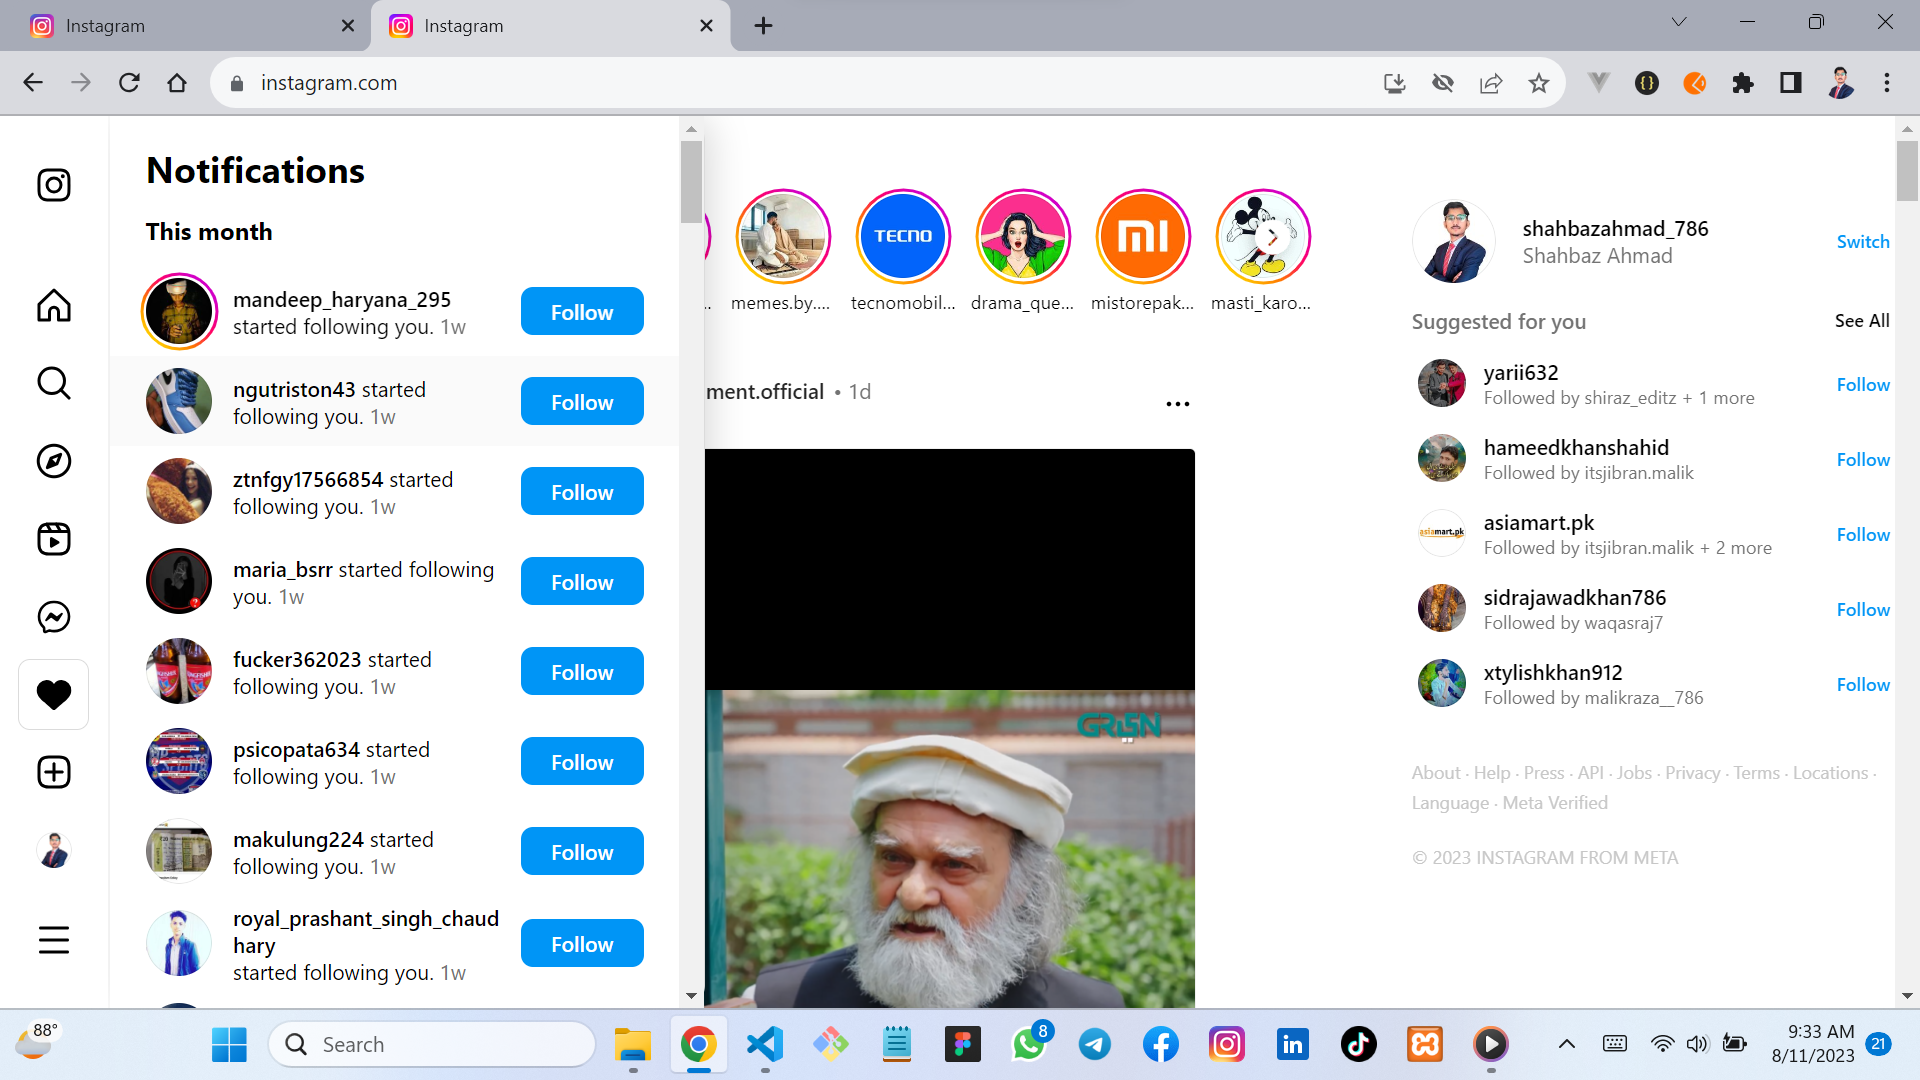 Instagram
Instagram
instagram.com
Notifications
This month
mandeep_haryana_295
started following you. 1w
Follow
ngutriston43 started
following you. 1w
Follow
ztnfgy17566854 started
following you. 1w
Follow
maria_bsrr started following
you. 1w
Follow
fucker362023 started
following you. 1w
Follow
psicopata634 started
following you. 1w
Follow
makulung224 started
following you. 1w
Follow
royal_prashant_singh_chaud
hary
started following you. 1w
Follow
TECNO
..
memes.by....
tecnomobil...
drama_que...
mistorepak...
masti_karo...
ment.official • 1d
GREEN
shahbazahmad_786
Shahbaz Ahmad
Switch
Suggested for you
See All
yarii632
Followed by shiraz_editz + 1 more
Follow
hameedkhanshahid
Followed by itsjibran.malik
Follow
asiamart.pk
asiamart.pk
Followed by itsjibran.malik + 2 more
Follow
sidrajawadkhan786
Followed by waqasraj7
Follow
xtylishkhan912
Followed by malikraza__786
Follow
About · Help · Press · API · Jobs · Privacy · Terms · Locations ·
Language · Meta Verified
© 2023 INSTAGRAM FROM META
88°
Search
8
9:33 AM
8/11/2023
21